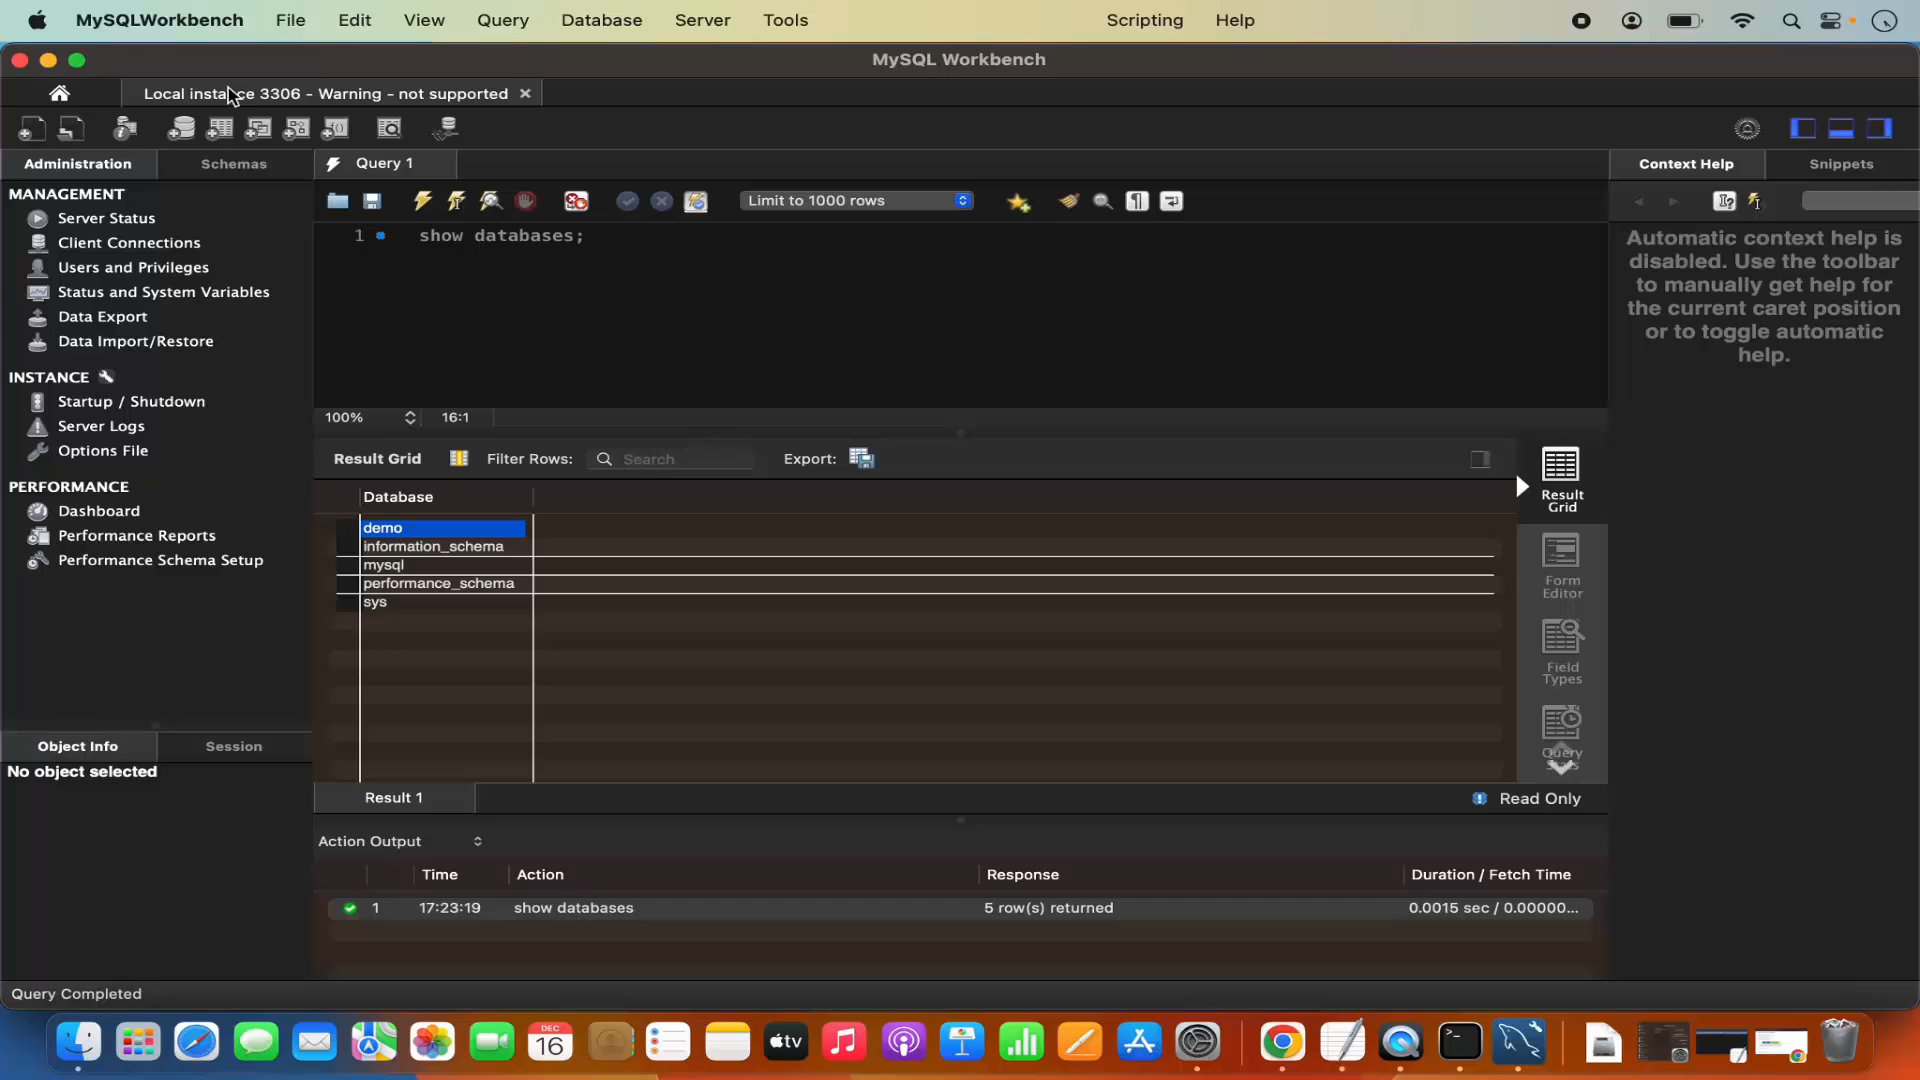 MySQLWorkbench File Edit View Query Database Server Tools Scripting Help
MySQL Workbench
Local instance 3306 - Warning - not supported
Administration Schemas
Query 1
Context Help Snippets
MANAGEMENT
Server Status
Client Connections
Users and Privileges
Status and System Variables
Data Export
Data Import/Restore
INSTANCE
Startup / Shutdown
Server Logs
Options File
PERFORMANCE
Dashboard
Performance Reports
Performance Schema Setup
Object Info Session
No object selected
Limit to 1000 rows
1 show databases;
100% 16:1
Result Grid Filter Rows: Search Export:
Database
demo
information_schema
mysql
performance_schema
sys
Result
Grid
Form
Editor
Field
Types
Query
Result 1
Read Only
Action Output
Time Action Response Duration / Fetch Time
1 17:23:19 show databases 5 row(s) returned 0.0015 sec / 0.00000...
Automatic context help is
disabled. Use the toolbar
to manually get help for
the current caret position
or to toggle automatic
help.
Query Completed
DEC
16
tv